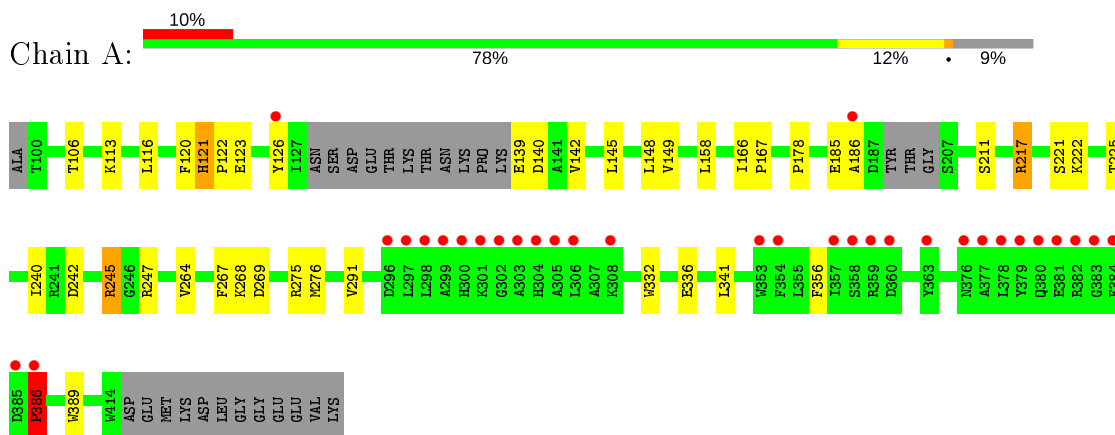 10%
Chain A:
78% 12% • 9%
ALA T100 T106 K113 L116 F120 H121 P122 E123 Y126 I127 ASN SER ASP GLU THR LYS THR ASN LYS PRO LYS E139 D140 A141 V142 L145 L148 V149 L158 I166 P167 P178 E185 A186 D187 TYR THR GLY S207 S211 R217 S221 K222 T225
I240 R241 D242 R245 G246 R247 V264 F267 K268 D269 R275 M276 V291 D296 L297 L298 A299 H300 K301 G302 A303 H304 A305 L306 A307 K308 W332 E336 L341 W353 F354 L355 F356 I357 S358 R359 D360 Y363 N376 A377 L378 Y379 Q380 E381 R382 G383 E384
D385 P386 W389 W414 ASP GLU MET LYS ASP LEU GLY GLY GLU GLU VAL LYS